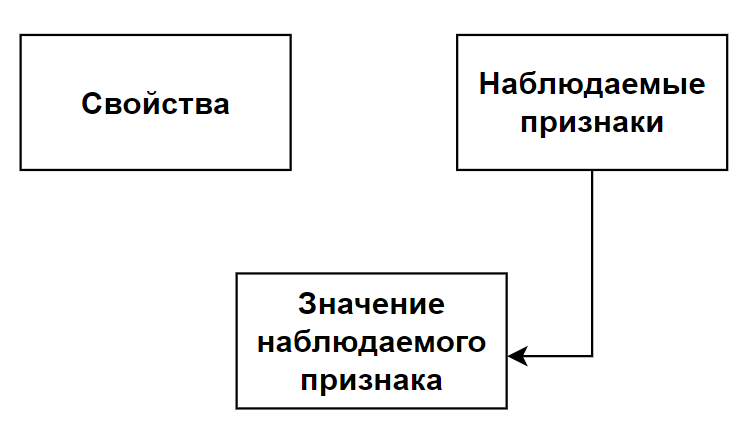 Свойства
Наблюдаемые
признаки
Значение
наблюдаемого
признака